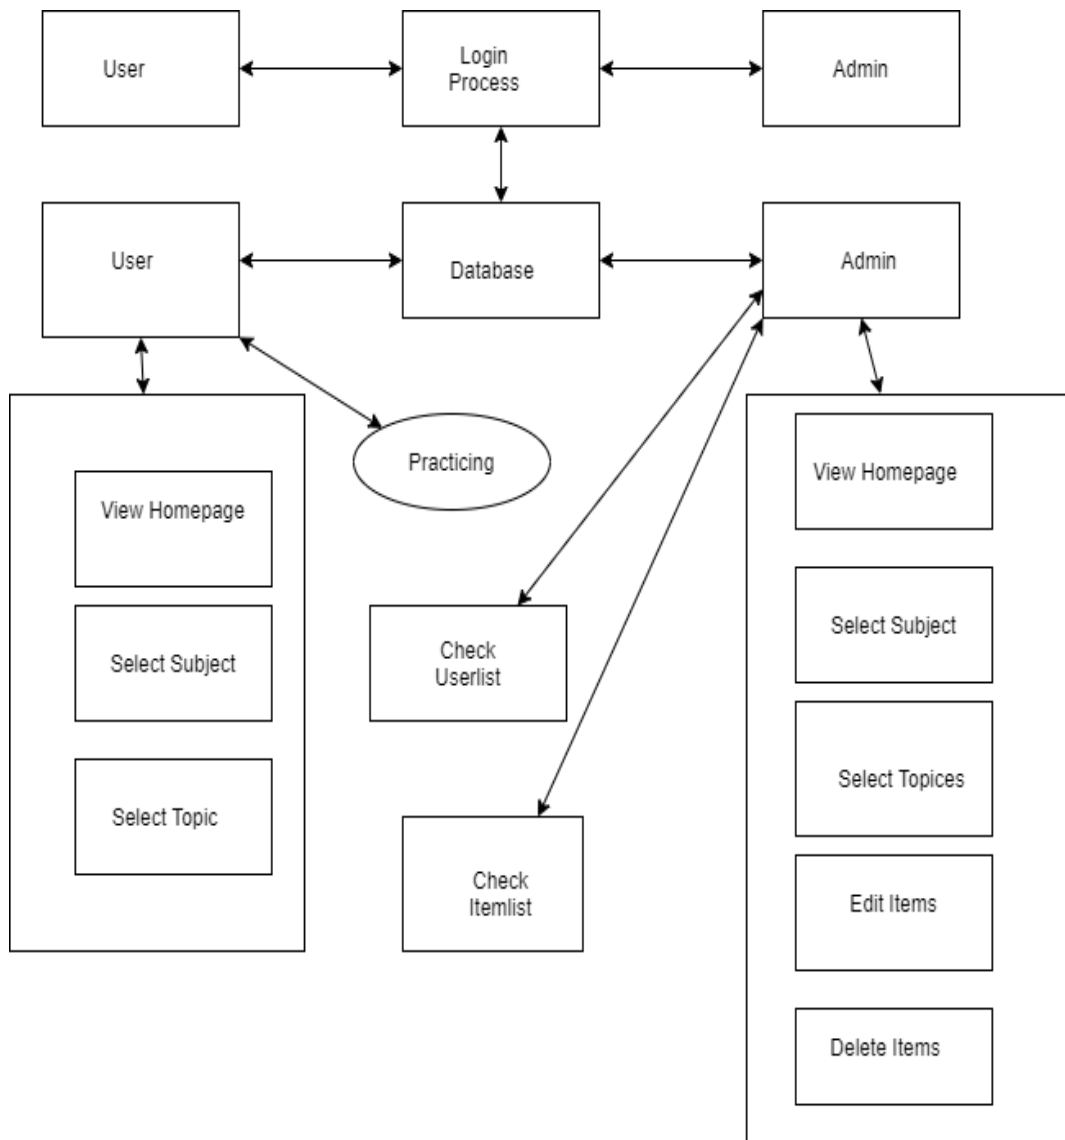 User
Login
Process
Admin
User
Database
Admin
Practicing
View Homepage
View Homepage
Select Subject
Select Subject
Check
Userlist
Select Topices
Select Topic
Check
Itemlist
Edit Items
Delete Items